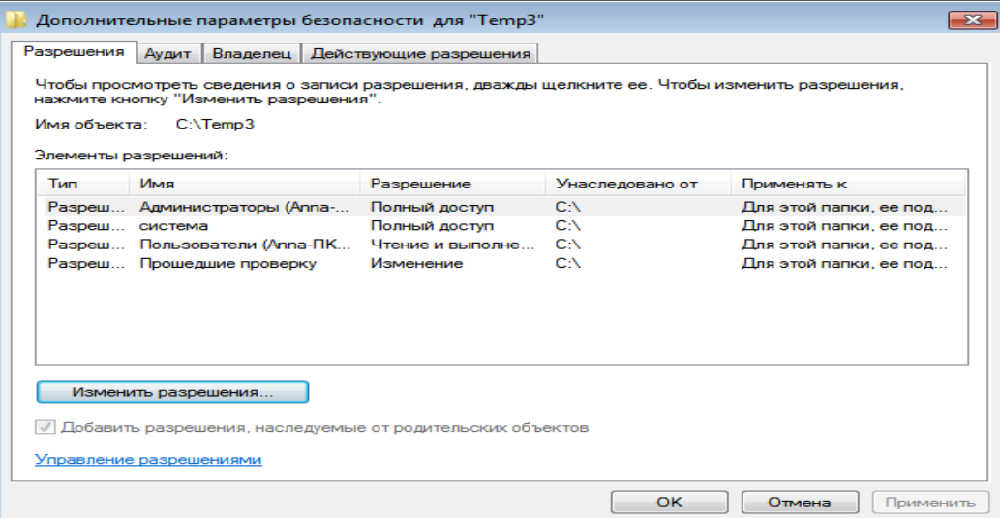 Дополнительные параметры безопасности для "Temp3"
Разрешения Аудит Владелец Действующие разрешения
Чтобы просмотреть сведения о записи разрешения, дважды щелкните ее. Чтобы изменить разрешения,
нажмите кнопку "Изменить разрешения".
Имя объекта: C:\Temp3
Элементы разрешений:
Тип Имя Разрешение Унаследовано от Применять к
Разреш... Администраторы (Anna-... Полный доступ C:\ Для этой папки, ее под...
Разреш... система Полный доступ C:\ Для этой папки, ее под...
Разреш... Пользователи (Anna-ПК... Чтение и выполне... C:\ Для этой папки, ее под...
Разреш... Прошедшие проверку Изменение C:\ Для этой папки, ее под...
Изменить разрешения...
Добавить разрешения, наследуемые от родительских объектов
Управление разрешениями
OK Отмена Применить